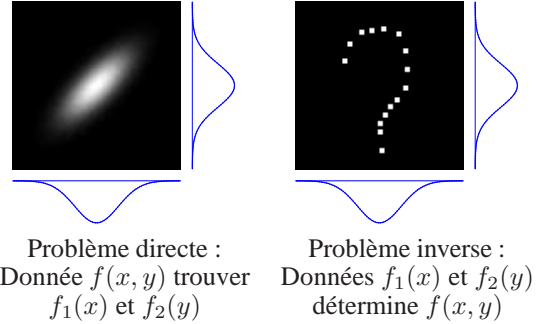 Problème directe :
Donnée f(x, y) trouver
f₁(x) et f₂(y)
Problème inverse :
Données f₁(x) et f₂(y)
détermine f(x, y)